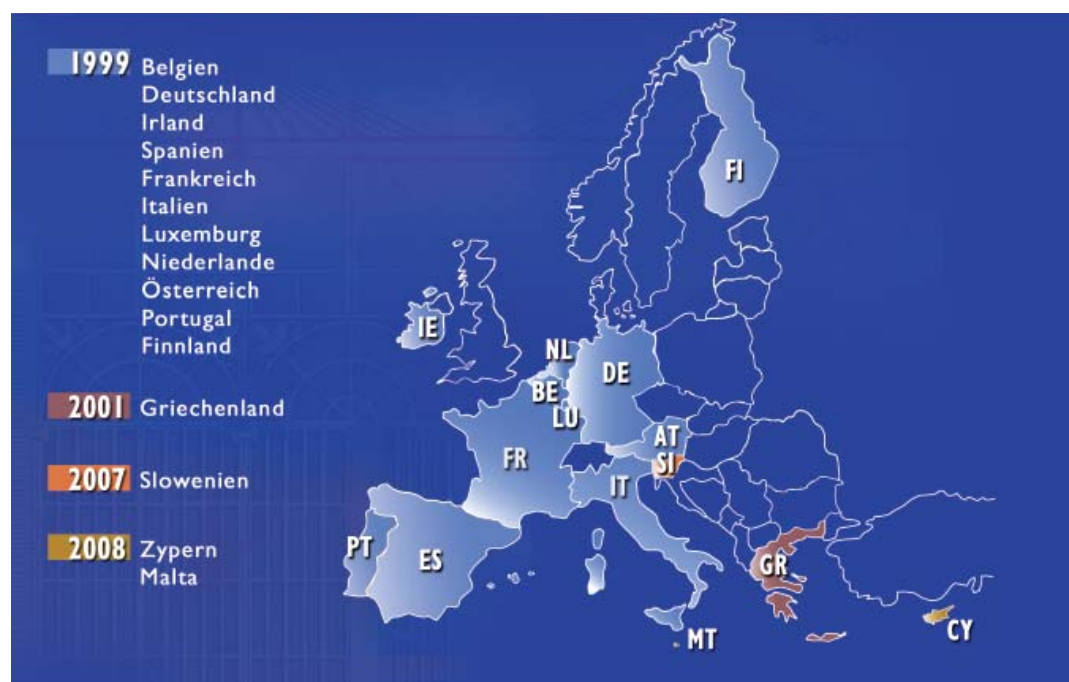 1999 Belgien
Deutschland
Irland
Spanien
Frankreich
Italien
Luxemburg
Niederlande
Österreich
Portugal
Finnland
2001 Griechenland
2007 Slowenien
2008 Zypern
Malta
FI
IE
NL
DE
BE
LU
AT
FR
SI
IT
PT
ES
GR
MT
CY